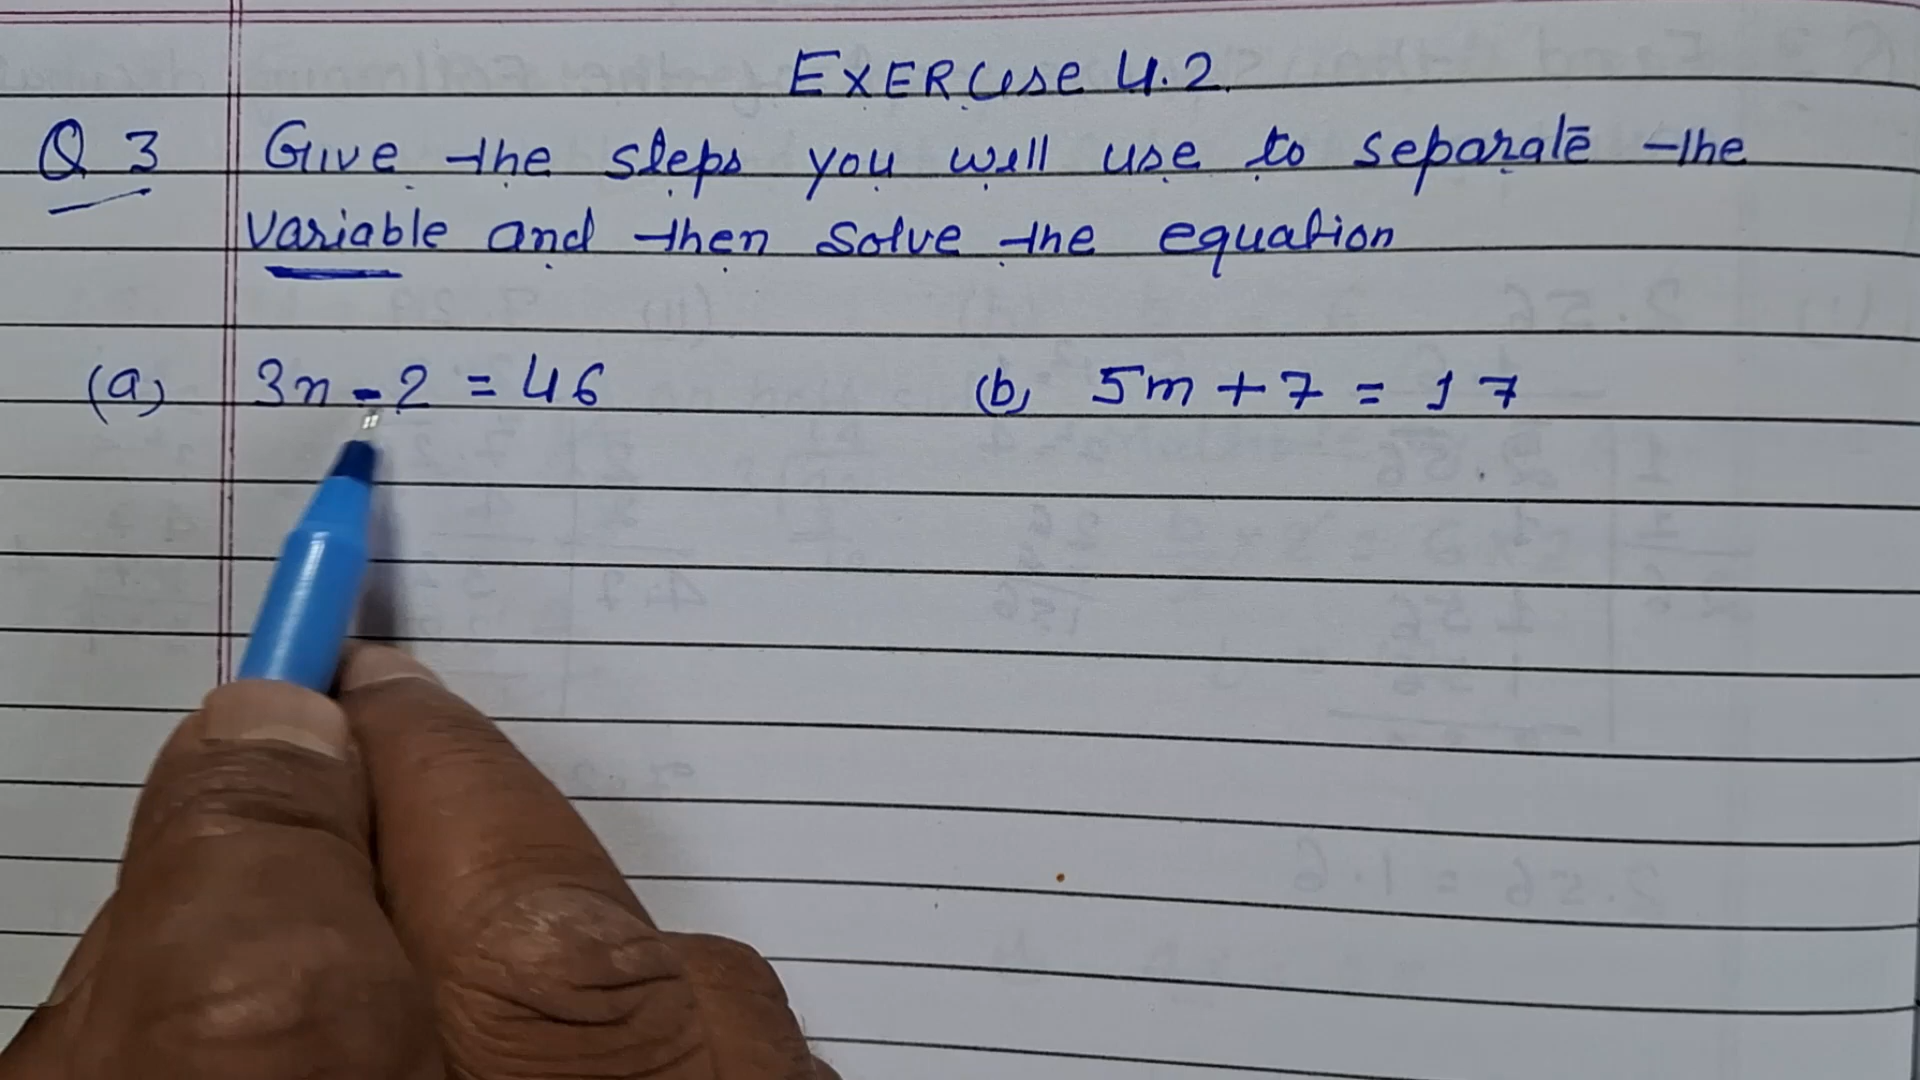 EXERCISE 4.2
Q 3 Give the steps you will use to separate the
variable and then solve the equation
(a) 3n - 2 = 46 (b) 5m + 7 = 17